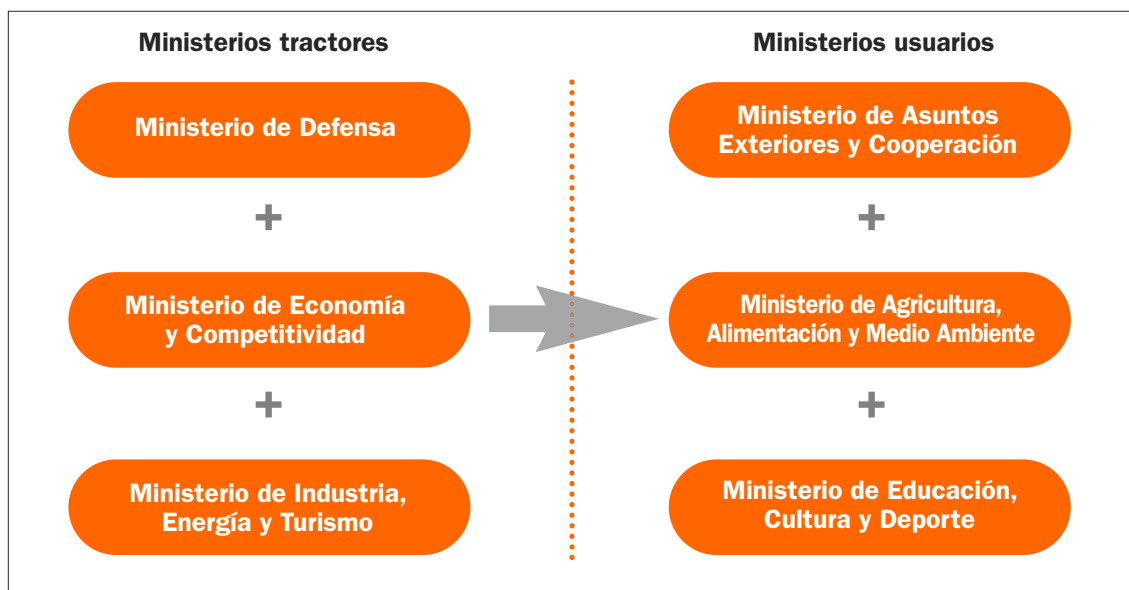 Ministerios tractores
Ministerio de Defensa
+
Ministerio de Economía
y Competitividad
+
Ministerio de Industria,
Energía y Turismo
Ministerios usuarios
Ministerio de Asuntos
Exteriores y Cooperación
+
Ministerio de Agricultura,
Alimentación y Medio Ambiente
+
Ministerio de Educación,
Cultura y Deporte